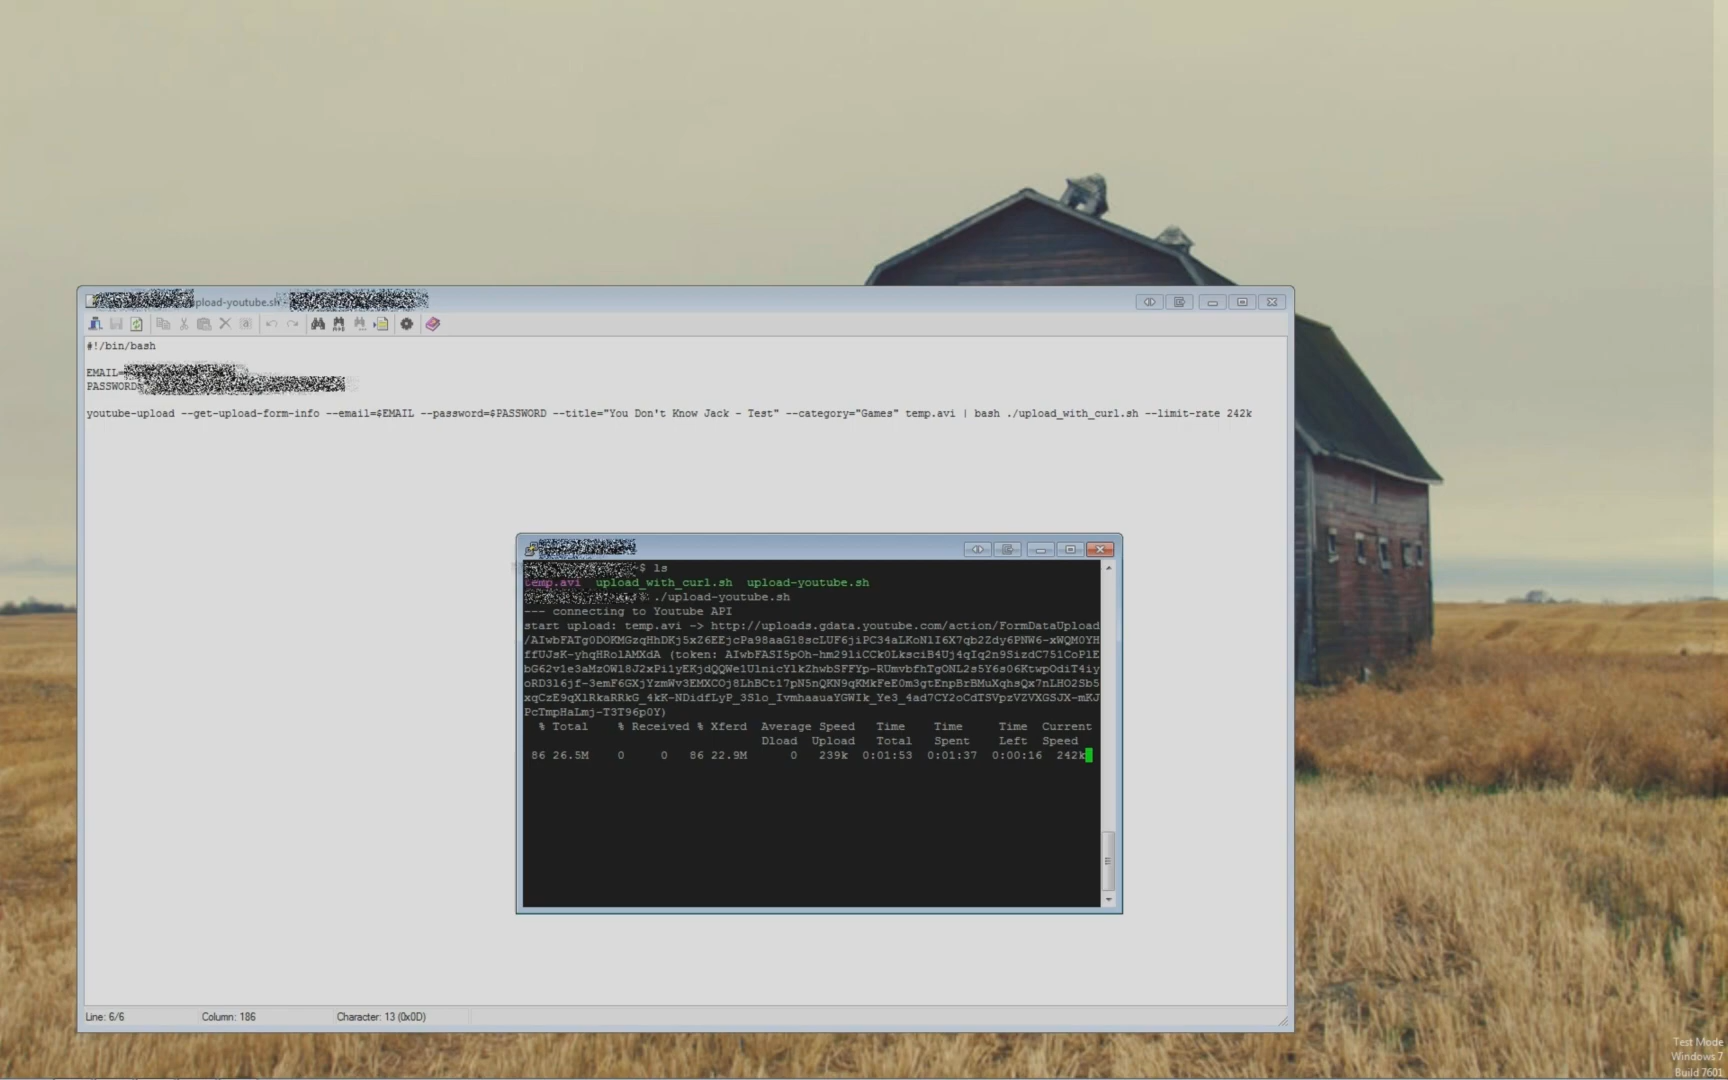 upload-youtube.sh -
#!/bin/bash
EMAIL=
PASSWORD=
youtube-upload --get-upload-form-info --email=$EMAIL --password=$PASSWORD --title="You Don't Know Jack - Test" --category="Games" temp.avi | bash ./upload_with_curl.sh --limit-rate 242k
~$ ls
temp.avi upload_with_curl.sh upload-youtube.sh
./upload-youtube.sh
--- connecting to Youtube API
start upload: temp.avi -> http://uploads.gdata.youtube.com/action/FormDataUpload
(token:
% Total % Received % Xferd Average Speed Time Time Time Current
Dload Upload Total Spent Left Speed
86 26.5M 0 0 86 22.9M 0 239k 0:01:53 0:01:37 0:00:16 242k
Line: 6/6 Column: 186 Character: 13 (0x0D)
Test Mode
Windows 7
Build 7601